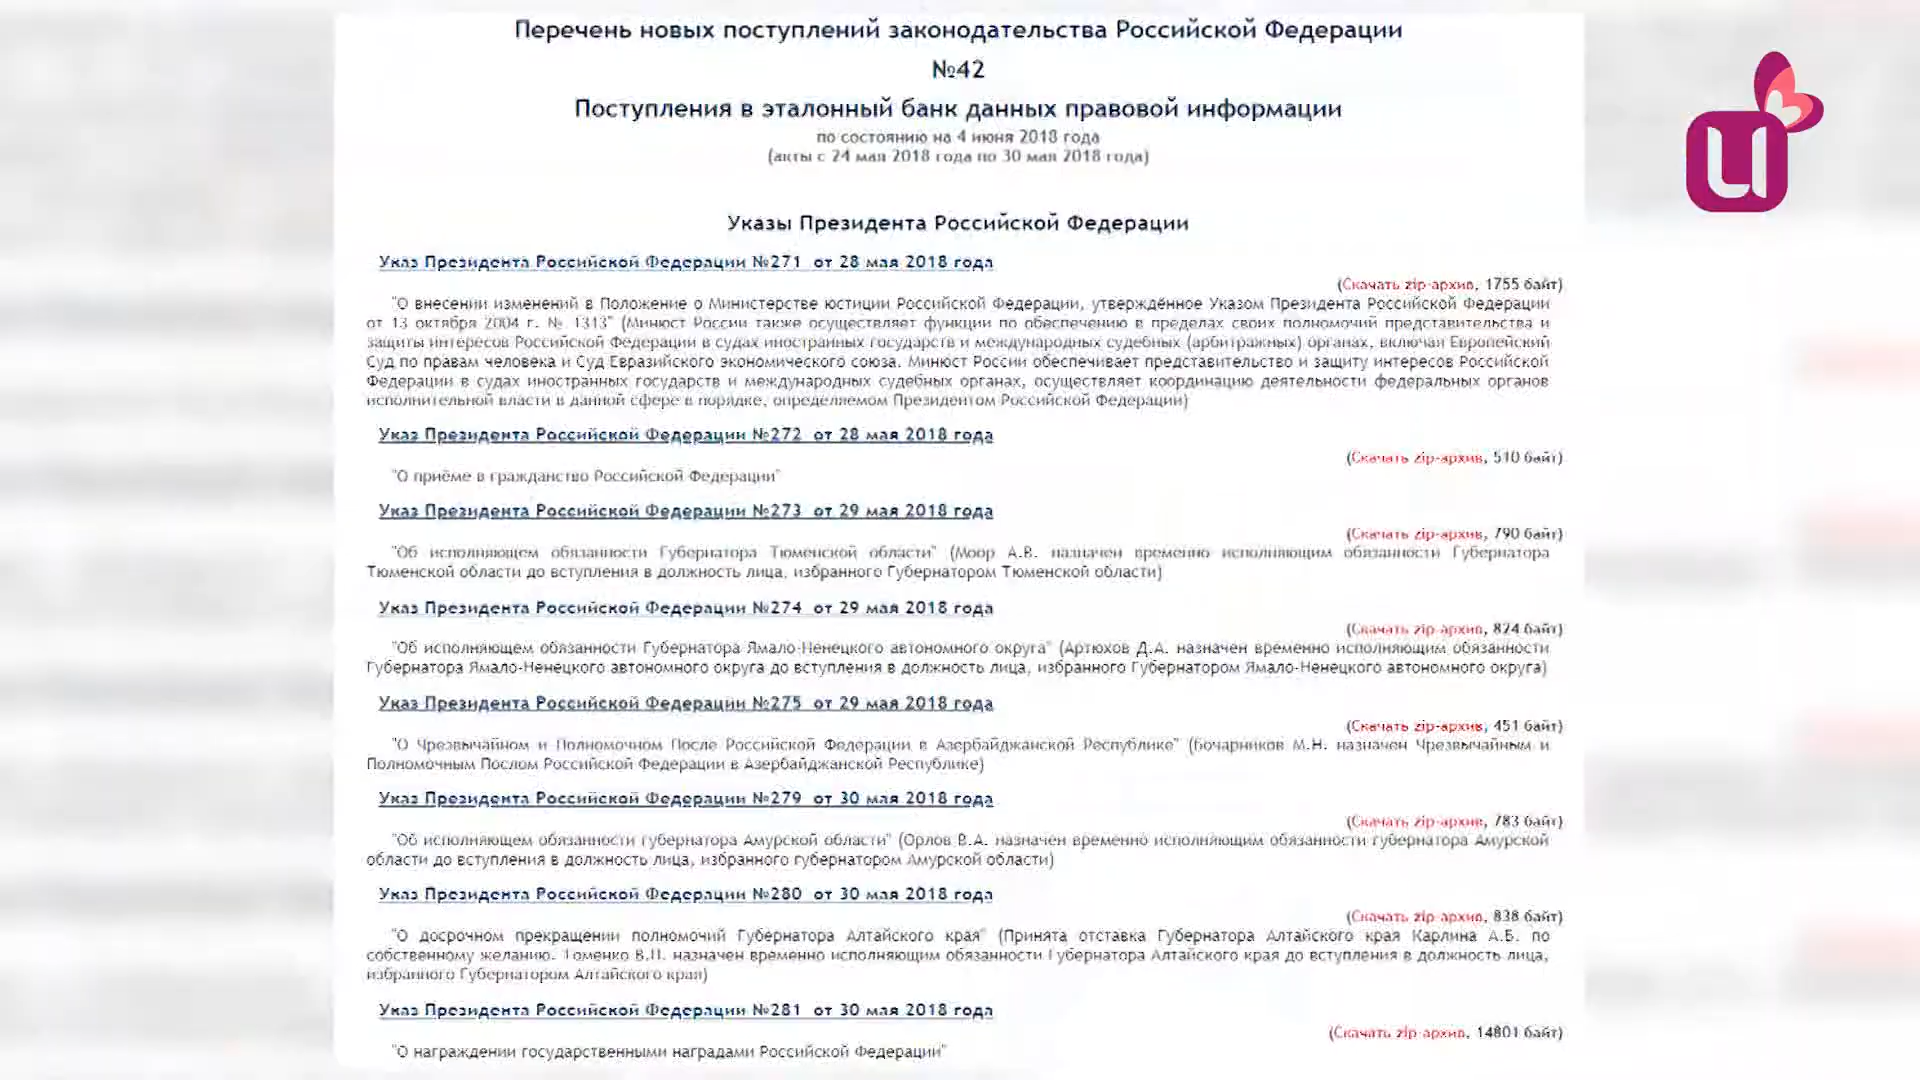 Перечень новых поступлений законодательства Российской Федерации
№42
Поступления в эталонный банк данных правовой информации
по состоянию на 4 июня 2018 года
(акты с 24 мая 2018 года по 30 мая 2018 года)
Указы Президента Российской Федерации
Указ Президента Российской Федерации №271 от 28 мая 2018 года
(Скачать zip-архив, 1755 байт)
"О внесении изменений в Положение о Министерстве юстиции Российской Федерации, утверждённое Указом Президента Российской Федерации
от 13 октября 2004 г. № 1313" (Минюст России также осуществляет функции по обеспечению в пределах своих полномочий представительства и
защиты интересов Российской Федерации в судах иностранных государств и международных судебных (арбитражных) органах, включая Европейский
Суд по правам человека и Суд Евразийского экономического союза. Минюст России обеспечивает представительство и защиту интересов Российской
Федерации в судах иностранных государств и международных судебных органах, осуществляет координацию деятельности федеральных органов
исполнительной власти в данной сфере в порядке, определяемом Президентом Российской Федерации)
Указ Президента Российской Федерации №272 от 28 мая 2018 года
(Скачать zip-архив, 510 байт)
"О приёме в гражданство Российской Федерации"
Указ Президента Российской Федерации №273 от 29 мая 2018 года
(Скачать zip-архив, 790 байт)
"Об исполняющем обязанности Губернатора Тюменской области" (Моор А.В. назначен временно исполняющим обязанности Губернатора
Тюменской области до вступления в должность лица, избранного Губернатором Тюменской области)
Указ Президента Российской Федерации №274 от 29 мая 2018 года
(Скачать zip-архив, 824 байт)
"Об исполняющем обязанности Губернатора Ямало-Ненецкого автономного округа" (Артюхов Д.А. назначен временно исполняющим обязанности
Губернатора Ямало-Ненецкого автономного округа до вступления в должность лица, избранного Губернатором Ямало-Ненецкого автономного округа)
Указ Президента Российской Федерации №275 от 29 мая 2018 года
(Скачать zip-архив, 451 байт)
"О Чрезвычайном и Полномочном После Российской Федерации в Азербайджанской Республике" (Бочарников М.Н. назначен Чрезвычайным и
Полномочным Послом Российской Федерации в Азербайджанской Республике)
Указ Президента Российской Федерации №279 от 30 мая 2018 года
(Скачать zip-архив, 783 байт)
"Об исполняющем обязанности губернатора Амурской области" (Орлов В.А. назначен временно исполняющим обязанности губернатора Амурской
области до вступления в должность лица, избранного губернатором Амурской области)
Указ Президента Российской Федерации №280 от 30 мая 2018 года
(Скачать zip-архив, 838 байт)
"О досрочном прекращении полномочий Губернатора Алтайского края" (Принята отставка Губернатора Алтайского края Карлина А.Б. по
собственному желанию. Томенко В.П. назначен временно исполняющим обязанности Губернатора Алтайского края до вступления в должность лица,
избранного Губернатором Алтайского края)
Указ Президента Российской Федерации №281 от 30 мая 2018 года
(Скачать zip-архив, 14801 байт)
"О награждении государственными наградами Российской Федерации"